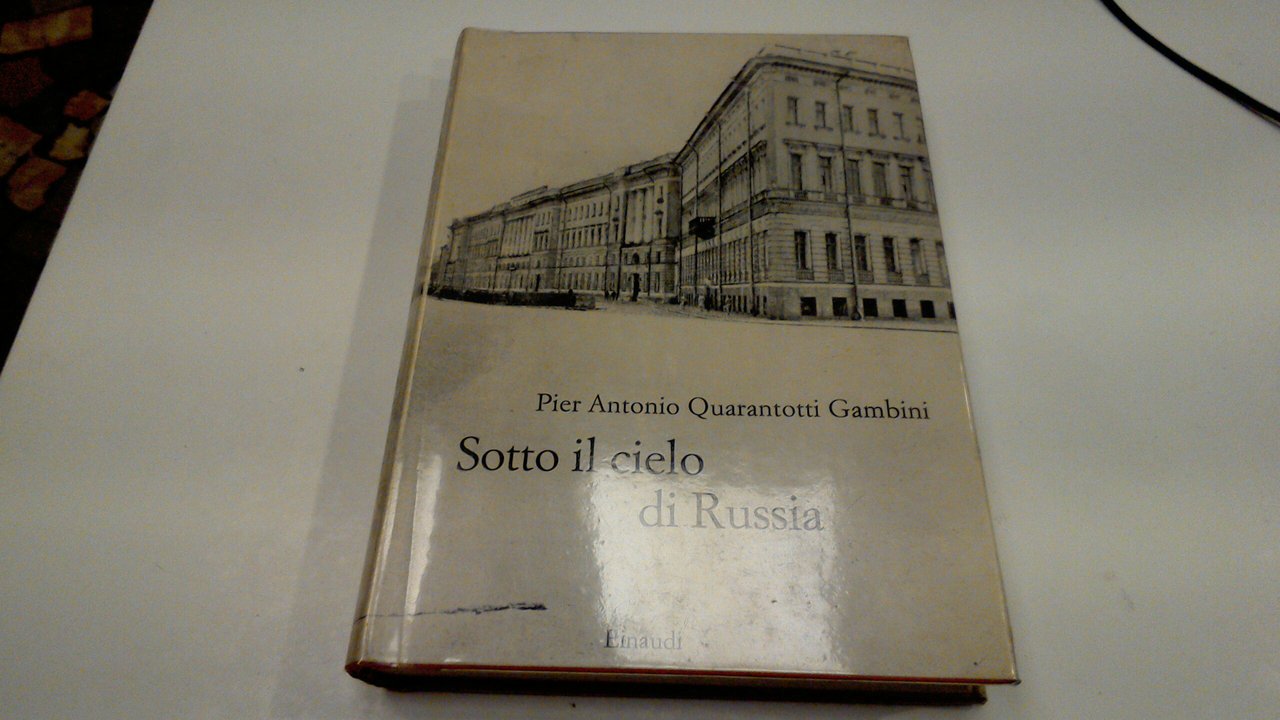 Pier Antonio Quarantotti Gambini
Sotto il cielo
di Russia
Einaudi